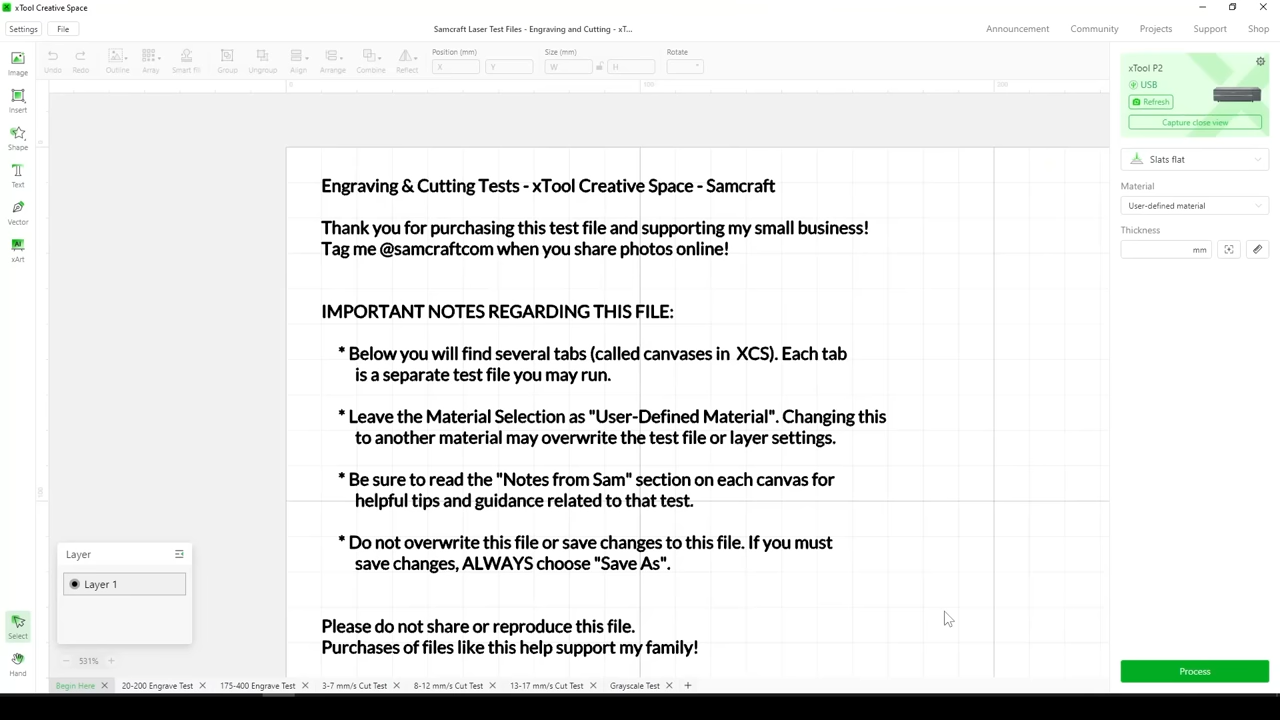 xTool Creative Space
Settings File
Samcraft Laser Test Files - Engraving and Cutting - xT...
Announcement Community Projects Support Shop
Undo Redo Outline Array Smart fill Group Ungroup Align Arrange Combine Reflect
Position (mm) Size (mm) Rotate
X Y W H °
Image
Insert
Shape
Text
Vector
AI
xArt
Select
Hand
0 100 200
Engraving & Cutting Tests - xTool Creative Space - Samcraft
Thank you for purchasing this test file and supporting my small business!
Tag me @samcraftcom when you share photos online!
IMPORTANT NOTES REGARDING THIS FILE:
* Below you will find several tabs (called canvases in XCS). Each tab
is a separate test file you may run.
* Leave the Material Selection as "User-Defined Material". Changing this
to another material may overwrite the test file or layer settings.
* Be sure to read the "Notes from Sam" section on each canvas for
helpful tips and guidance related to that test.
* Do not overwrite this file or save changes to this file. If you must
save changes, ALWAYS choose "Save As".
Please do not share or reproduce this file.
Purchases of files like this help support my family!
Layer
Layer 1
531%
Begin Here 20-200 Engrave Test 175-400 Engrave Test 3-7 mm/s Cut Test 8-12 mm/s Cut Test 13-17 mm/s Cut Test Grayscale Test
xTool P2
USB
Refresh
Capture close view
Slats flat
Material
User-defined material
Thickness
mm
Process